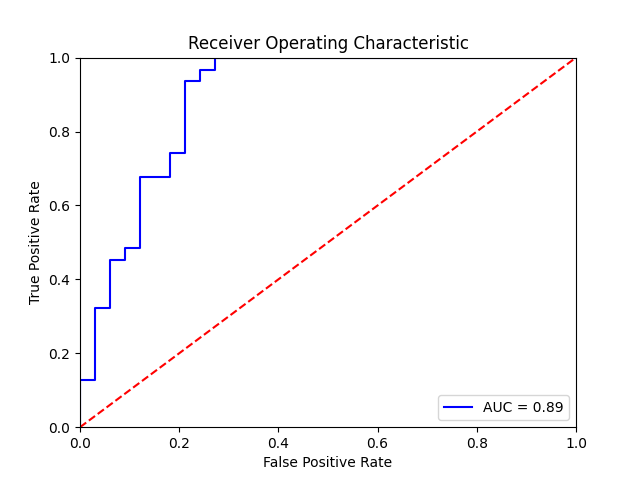 Receiver Operating Characteristic
1.0
0.8
0.6
0.4
0.2
0.0
True Positive Rate
AUC = 0.89
0.0 0.2 0.4 0.6 0.8 1.0
False Positive Rate